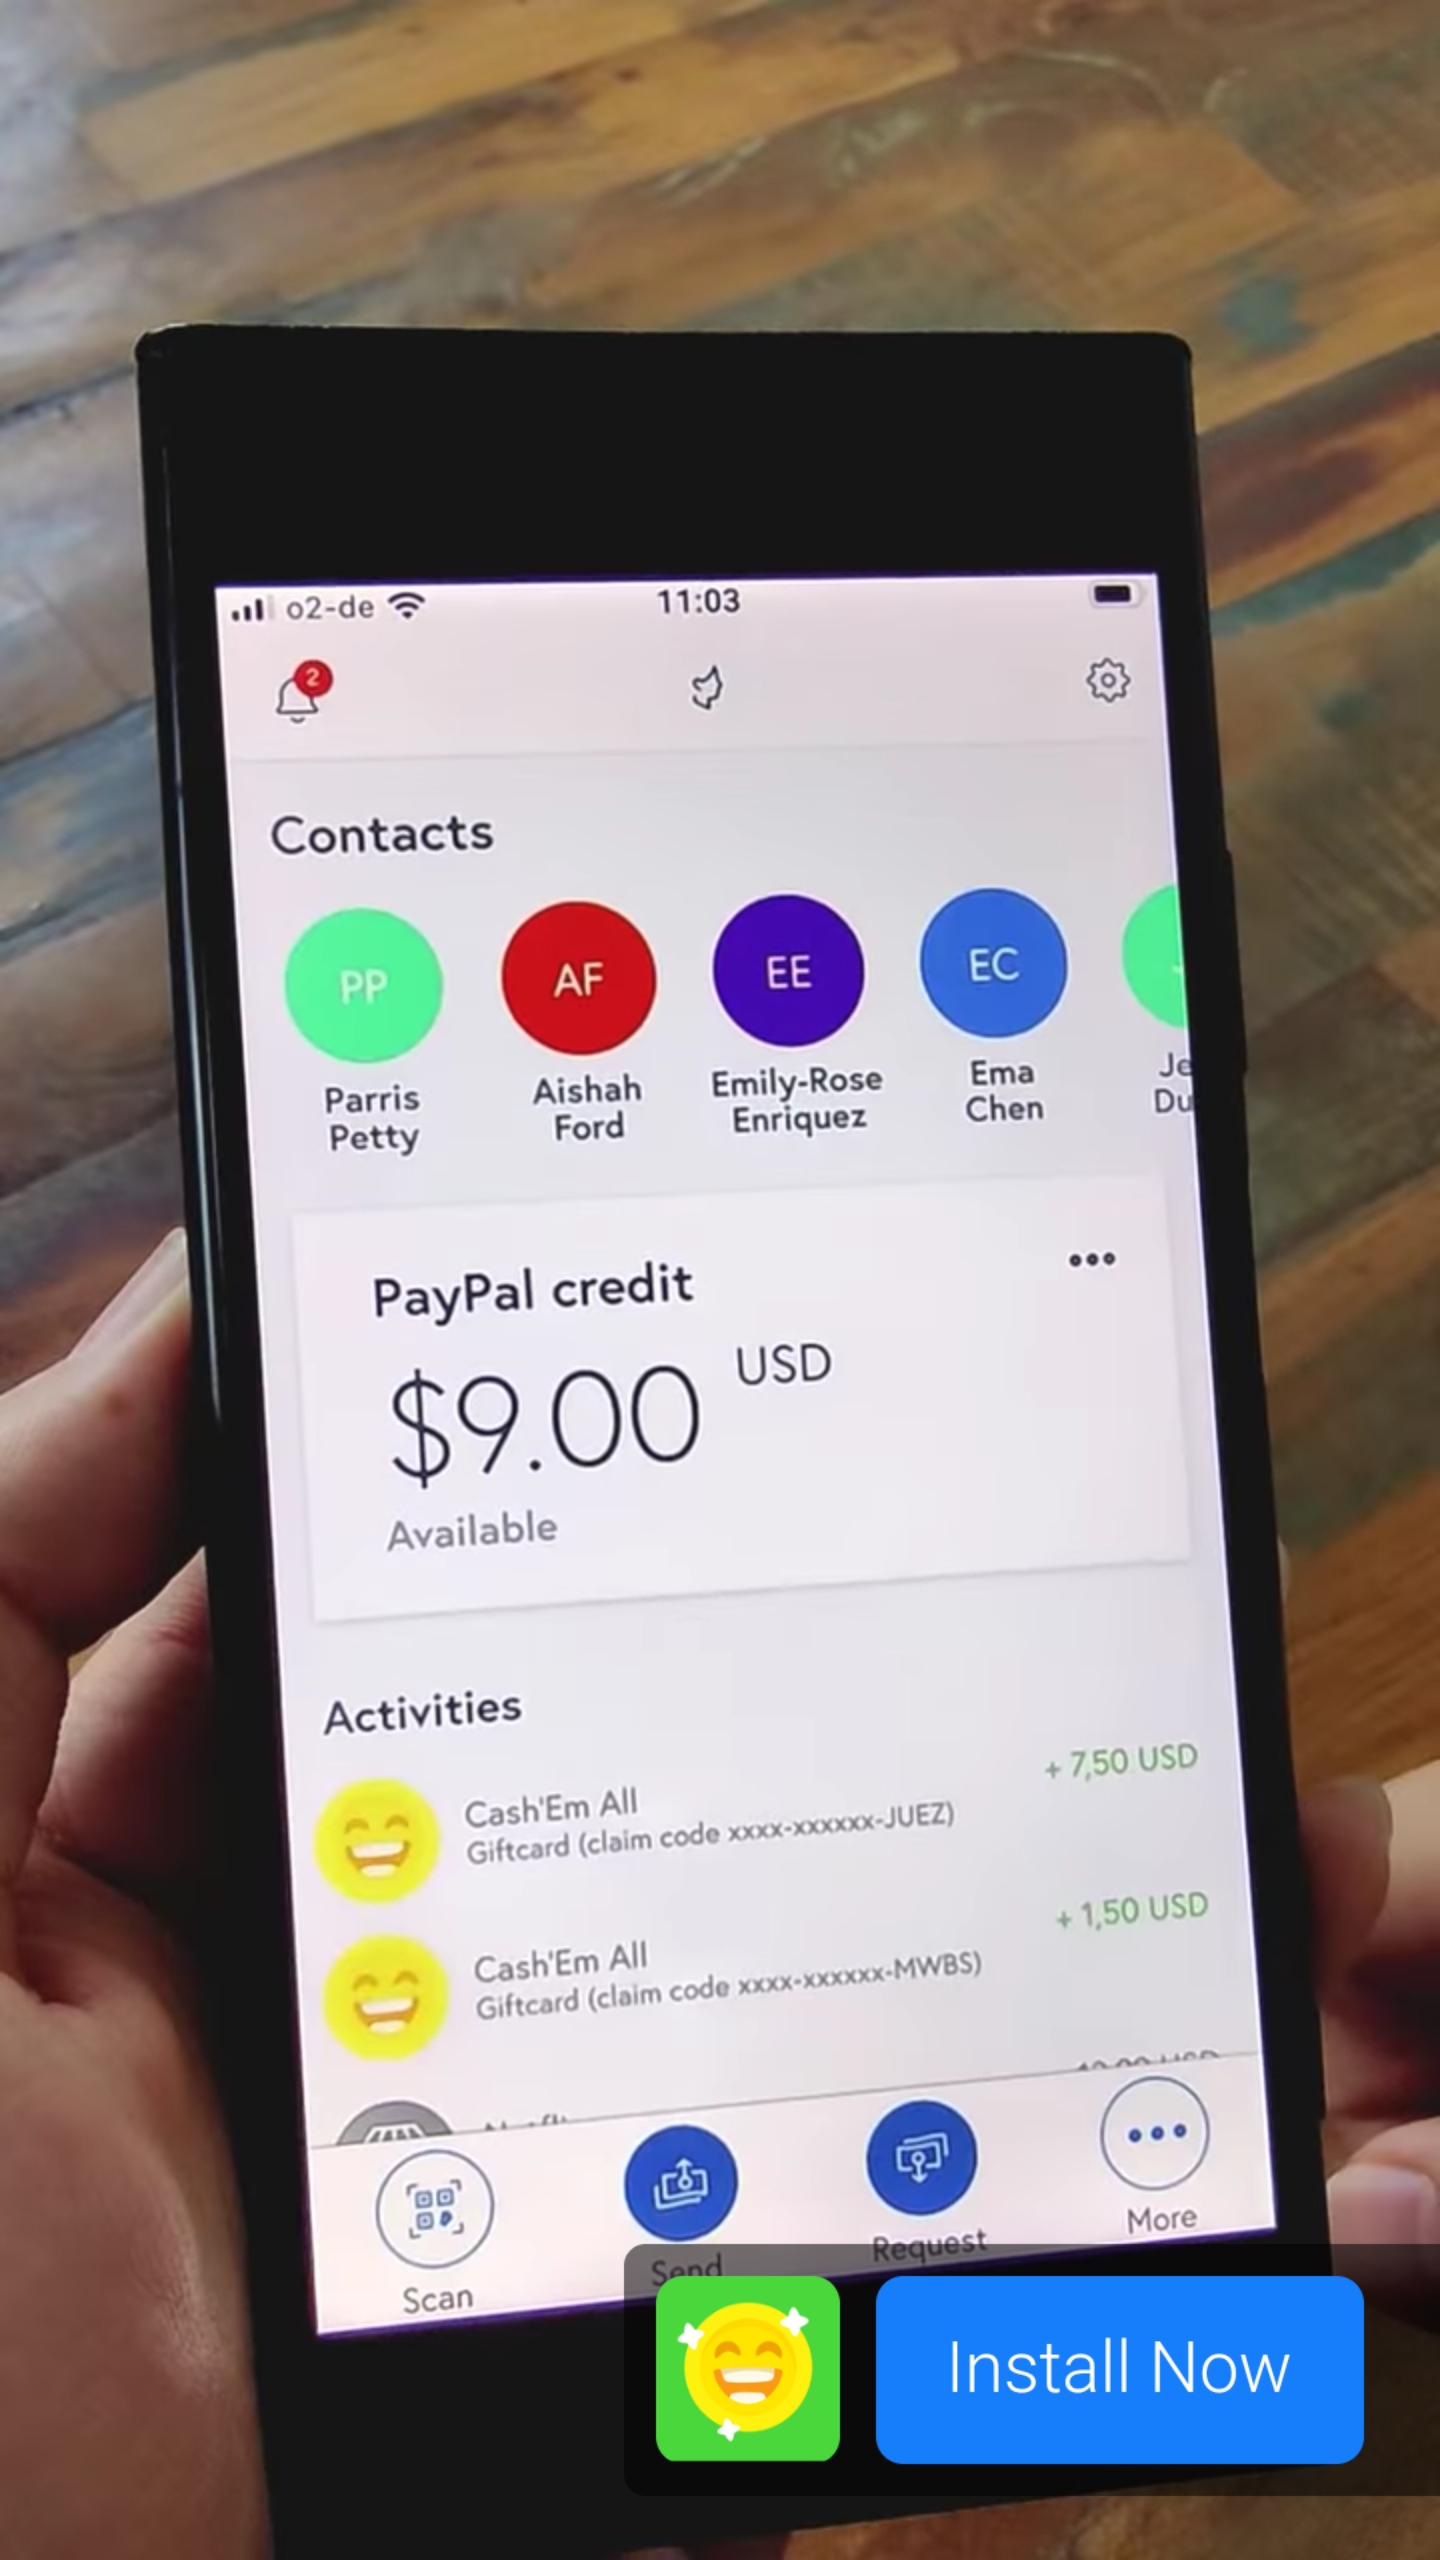 o2-de
11:03
2
Contacts
PP
AF
EE
EC
Parris
Petty
Aishah
Ford
Emily-Rose
Enriquez
Ema
Chen
Je
Du
PayPal credit
$9.00 USD
Available
Activities
+ 7,50 USD
Cash'Em All
Giftcard (claim code xxxx-xxxxxx-JUEZ)
+ 1,50 USD
Cash'Em All
Giftcard (claim code xxxx-xxxxxx-MWBS)
Scan
Send
Request
More
Install Now